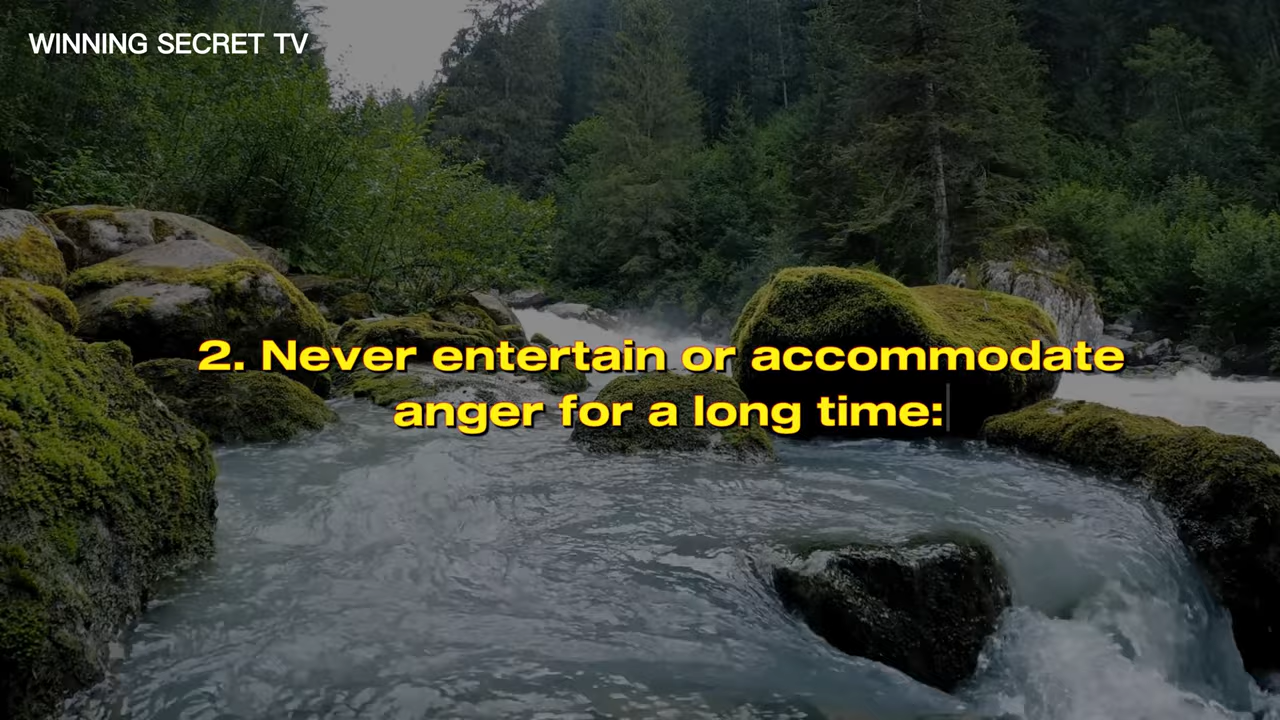 WINNING SECRET TV
2. Never entertain or accommodate
anger for a long time: